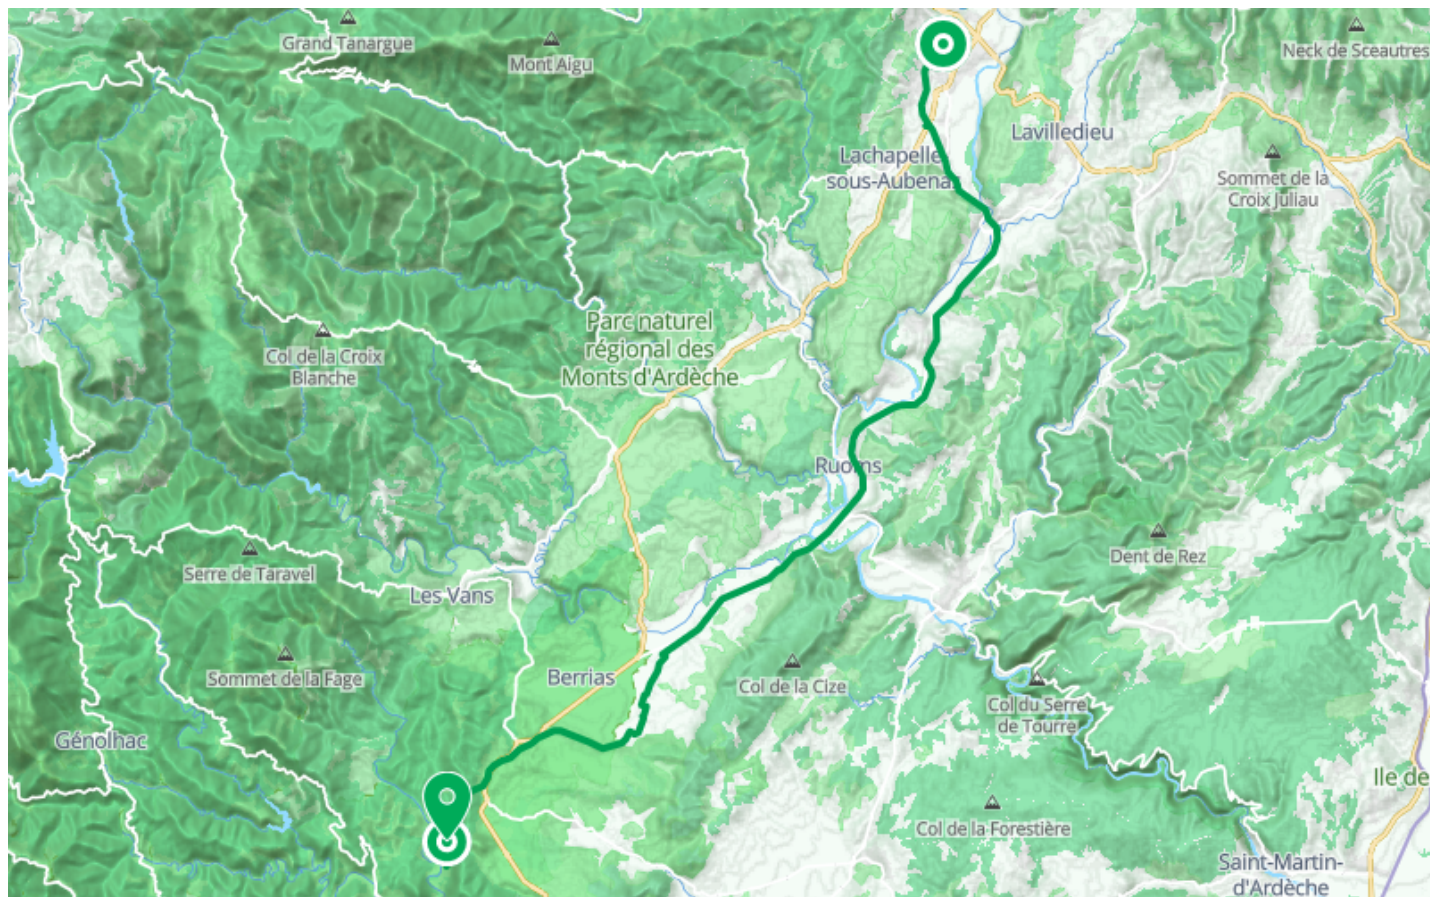 Grand Tanargue
Mont Aigu
Neck de Sceautres
Lavilledieu
Lachapelle
sous-Aubenas
Sommet de la
Croix Juliau
Parc naturel
régional des
Monts d'Ardèche
Col de la Croix
Blanche
Ruoms
Dent de Rez
Serre de Taravel
Les Vans
Sommet de la Fage
Berrias
Col de la Cize
Col du Serre
de Tourre
Génolhac
Ile de
Col de la Forestière
Saint-Martin-
d'Ardèche